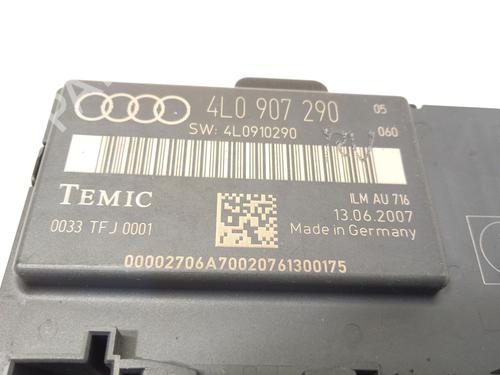 4L0 907 290 05
SW: 4L0910290 060
TEMIC
ILM AU 716
0033 TFJ 0001
13.06.2007
Made in Germany
00002706A70020761300175